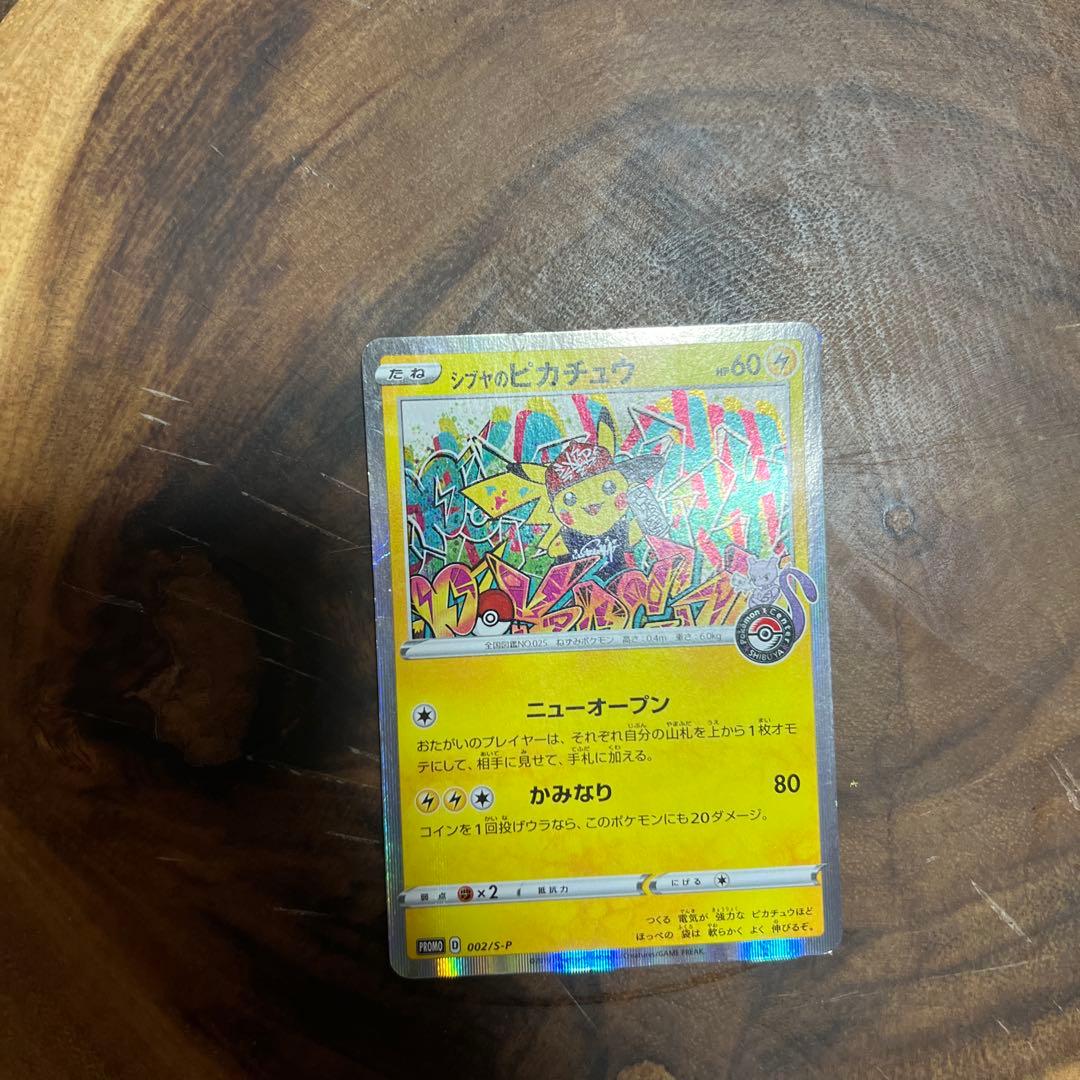 たね シブヤのピカチュウ HP60
全国図鑑NO.025 ねずみポケモン 高さ:0.4m 重さ:6.0kg
Pokémon Center
SHIBUYA
ニューオープン
おたがいのプレイヤーは、それぞれ自分の山札を上から1枚オモ
テにして、相手に見せて、手札に加える。
かみなり 80
コインを1回投げウラなら、このポケモンにも20ダメージ。
弱点 ×2 抵抗力 にげる
つくる 電気が 強力な ピカチュウほど
ほっぺの 袋は 軟らかく よく 伸びるぞ。
PROMO D 002/S-P
Creatures/GAME FREAK.